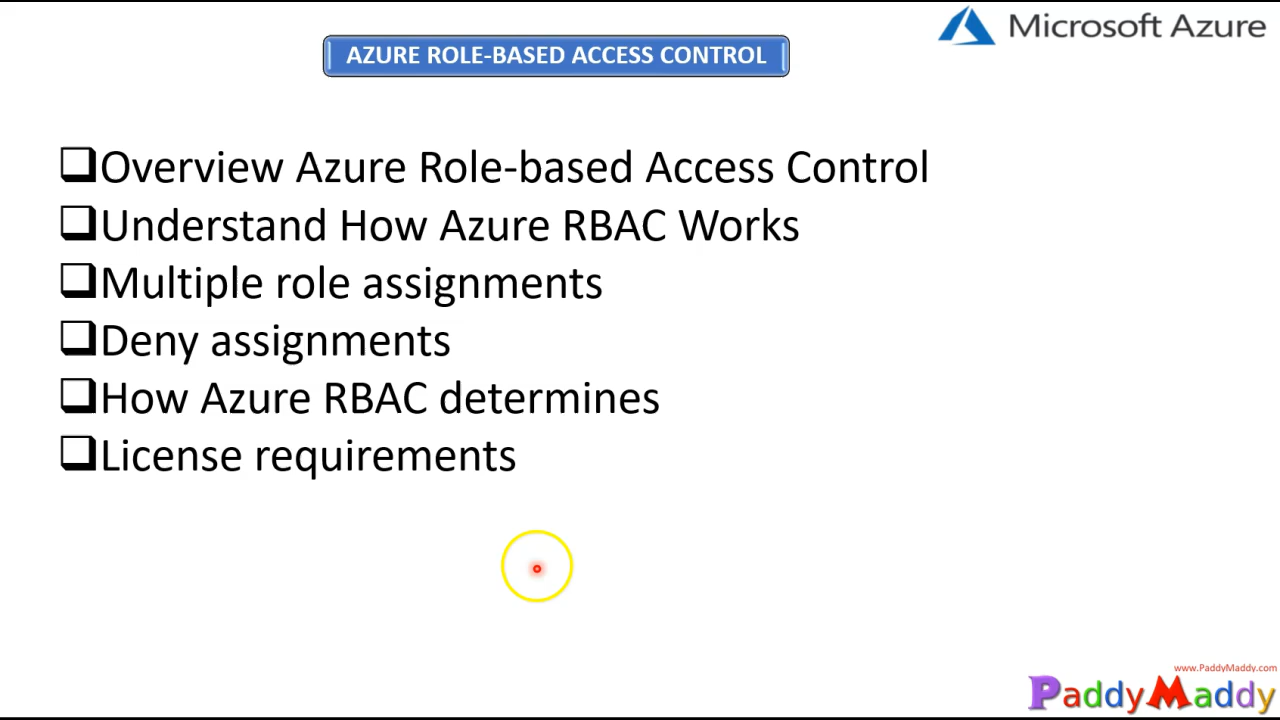 Microsoft Azure
AZURE ROLE-BASED ACCESS CONTROL
Overview Azure Role-based Access Control
Understand How Azure RBAC Works
Multiple role assignments
Deny assignments
How Azure RBAC determines
License requirements
www.PaddyMaddy.com
PaddyMaddy